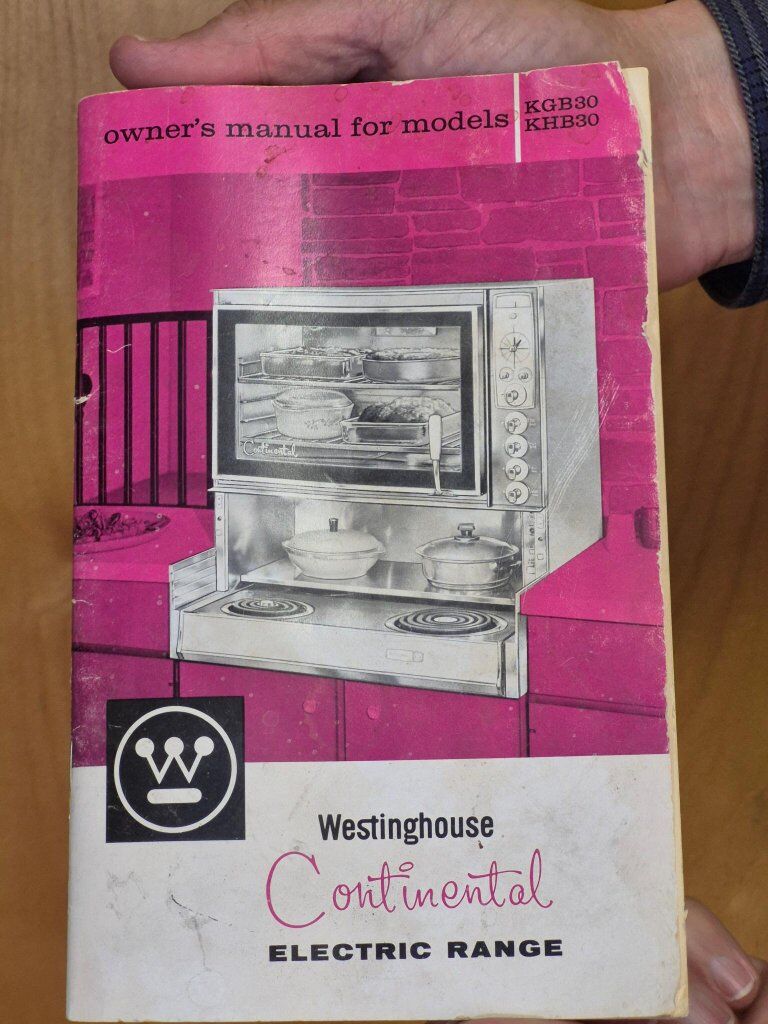 owner's manual for models
KGB30
KHB30
Continental
W
Westinghouse
Continental
ELECTRIC RANGE